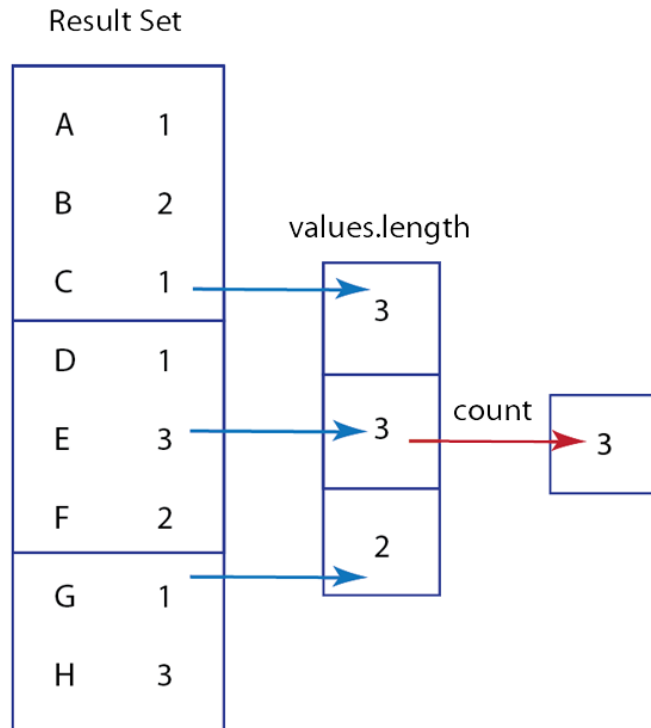 Result Set
A 1
B 2
C 1
D 1
E 3
F 2
G 1
H 3
values.length
3
3
2
count
3